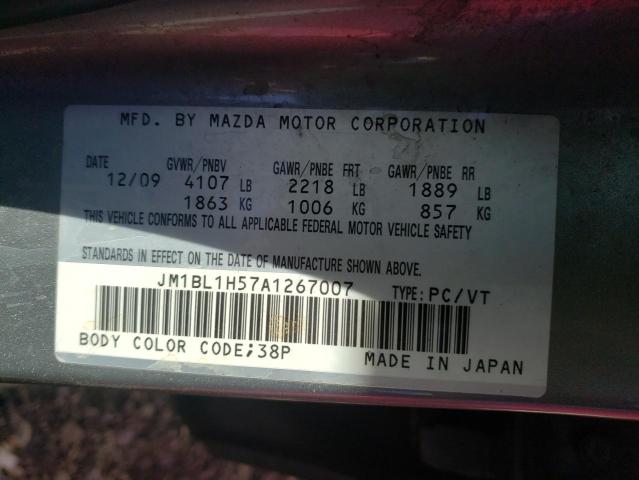 MFD. BY MAZDA MOTOR CORPORATION
DATE GVWR/PNBV GAWR/PNBE FRT GAWR/PNBE RR
12/09 4107 LB 2218 LB 1889 LB
1863 KG 1006 KG 857 KG
THIS VEHICLE CONFORMS TO ALL APPLICABLE FEDERAL MOTOR VEHICLE SAFETY
STANDARDS IN EFFECT ON THE DATE OF MANUFACTURE SHOWN ABOVE.
JM1BL1H57A1267007 TYPE: PC/VT
BODY COLOR CODE;38P MADE IN JAPAN